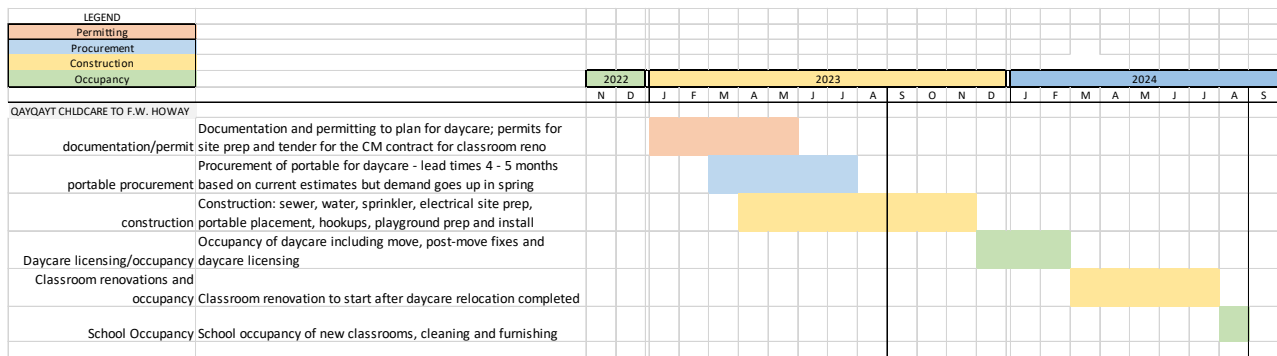 LEGEND
Permitting
Procurement
Construction
Occupancy
2022 2023 2024
N D J F M A M J J A S O N D J F M A M J J A S
QAYQAYT CHLDCARE TO F.W. HOWAY
Documentation and permitting to plan for daycare; permits for
documentation/permit site prep and tender for the CM contract for classroom reno
Procurement of portable for daycare - lead times 4 - 5 months
portable procurement based on current estimates but demand goes up in spring
Construction: sewer, water, sprinkler, electrical site prep,
construction portable placement, hookups, playground prep and install
Occupancy of daycare including move, post-move fixes and
Daycare licensing/occupancy daycare licensing
Classroom renovations and
occupancy Classroom renovation to start after daycare relocation completed
School Occupancy School occupancy of new classrooms, cleaning and furnishing